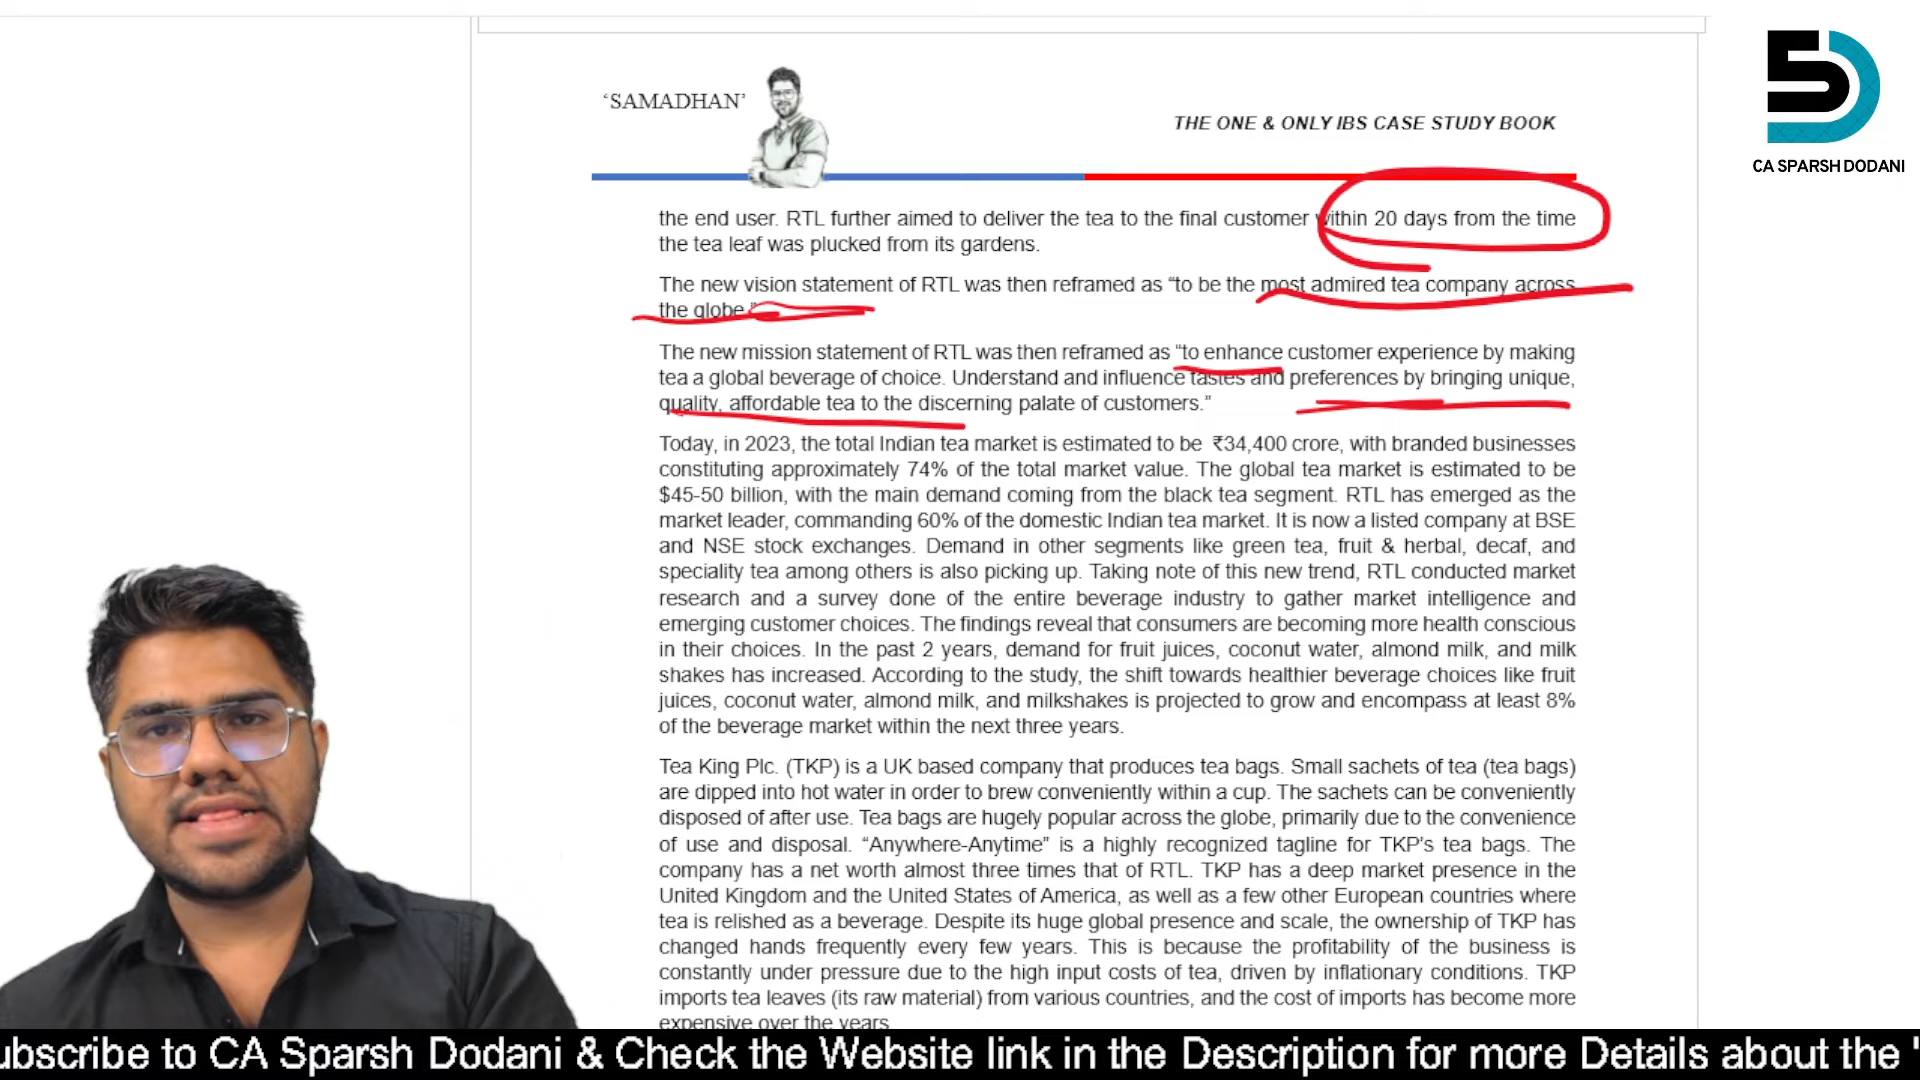 ‘SAMADHAN’
THE ONE & ONLY IBS CASE STUDY BOOK
CA SPARSH DODANI
the end user. RTL further aimed to deliver the tea to the final customer within 20 days from the time
the tea leaf was plucked from its gardens.
The new vision statement of RTL was then reframed as “to be the most admired tea company across
the globe.”
The new mission statement of RTL was then reframed as “to enhance customer experience by making
tea a global beverage of choice. Understand and influence tastes and preferences by bringing unique,
quality, affordable tea to the discerning palate of customers.”
Today, in 2023, the total Indian tea market is estimated to be ₹34,400 crore, with branded businesses
constituting approximately 74% of the total market value. The global tea market is estimated to be
$45-50 billion, with the main demand coming from the black tea segment. RTL has emerged as the
market leader, commanding 60% of the domestic Indian tea market. It is now a listed company at BSE
and NSE stock exchanges. Demand in other segments like green tea, fruit & herbal, decaf, and
speciality tea among others is also picking up. Taking note of this new trend, RTL conducted market
research and a survey done of the entire beverage industry to gather market intelligence and
emerging customer choices. The findings reveal that consumers are becoming more health conscious
in their choices. In the past 2 years, demand for fruit juices, coconut water, almond milk, and milk
shakes has increased. According to the study, the shift towards healthier beverage choices like fruit
juices, coconut water, almond milk, and milkshakes is projected to grow and encompass at least 8%
of the beverage market within the next three years.
Tea King Plc. (TKP) is a UK based company that produces tea bags. Small sachets of tea (tea bags)
are dipped into hot water in order to brew conveniently within a cup. The sachets can be conveniently
disposed of after use. Tea bags are hugely popular across the globe, primarily due to the convenience
of use and disposal. “Anywhere-Anytime” is a highly recognized tagline for TKP's tea bags. The
company has a net worth almost three times that of RTL. TKP has a deep market presence in the
United Kingdom and the United States of America, as well as a few other European countries where
tea is relished as a beverage. Despite its huge global presence and scale, the ownership of TKP has
changed hands frequently every few years. This is because the profitability of the business is
constantly under pressure due to the high input costs of tea, driven by inflationary conditions. TKP
imports tea leaves (its raw material) from various countries, and the cost of imports has become more
expensive over the years
ubscribe to CA Sparsh Dodani & Check the Website link in the Description for more Details about the '